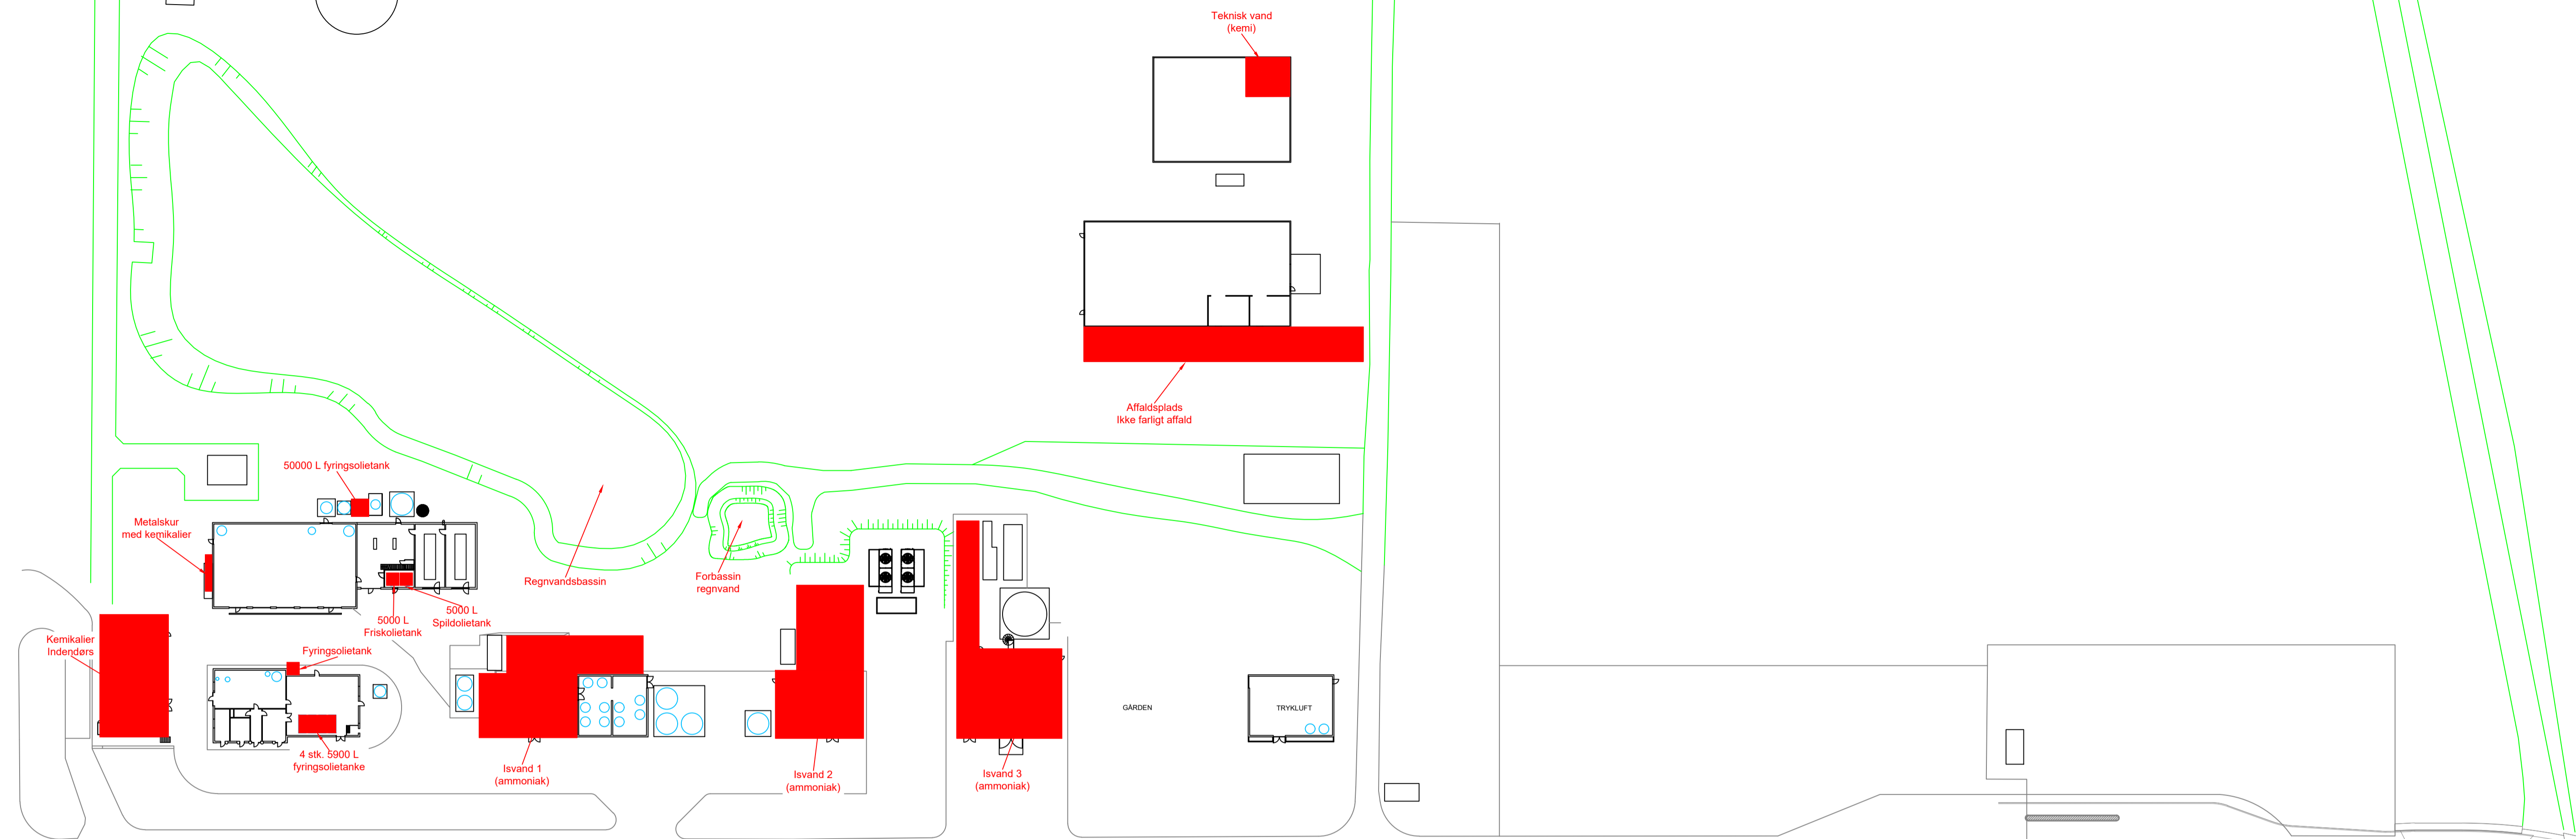 Teknisk vand
(kemi)
Affaldsplads
Ikke farligt affald
50000 L fyringsolietank
Metalskur
med kemikalier
Regnvandsbassin
Forbassin
regnvand
5000 L
Spildolietank
5000 L
Friskolietank
Kemikalier
Indendørs
Fyringsolietank
4 stk. 5900 L
fyringsolietanke
Isvand 1
(ammoniak)
Isvand 2
(ammoniak)
Isvand 3
(ammoniak)
GÅRDEN
TRYKLUFT